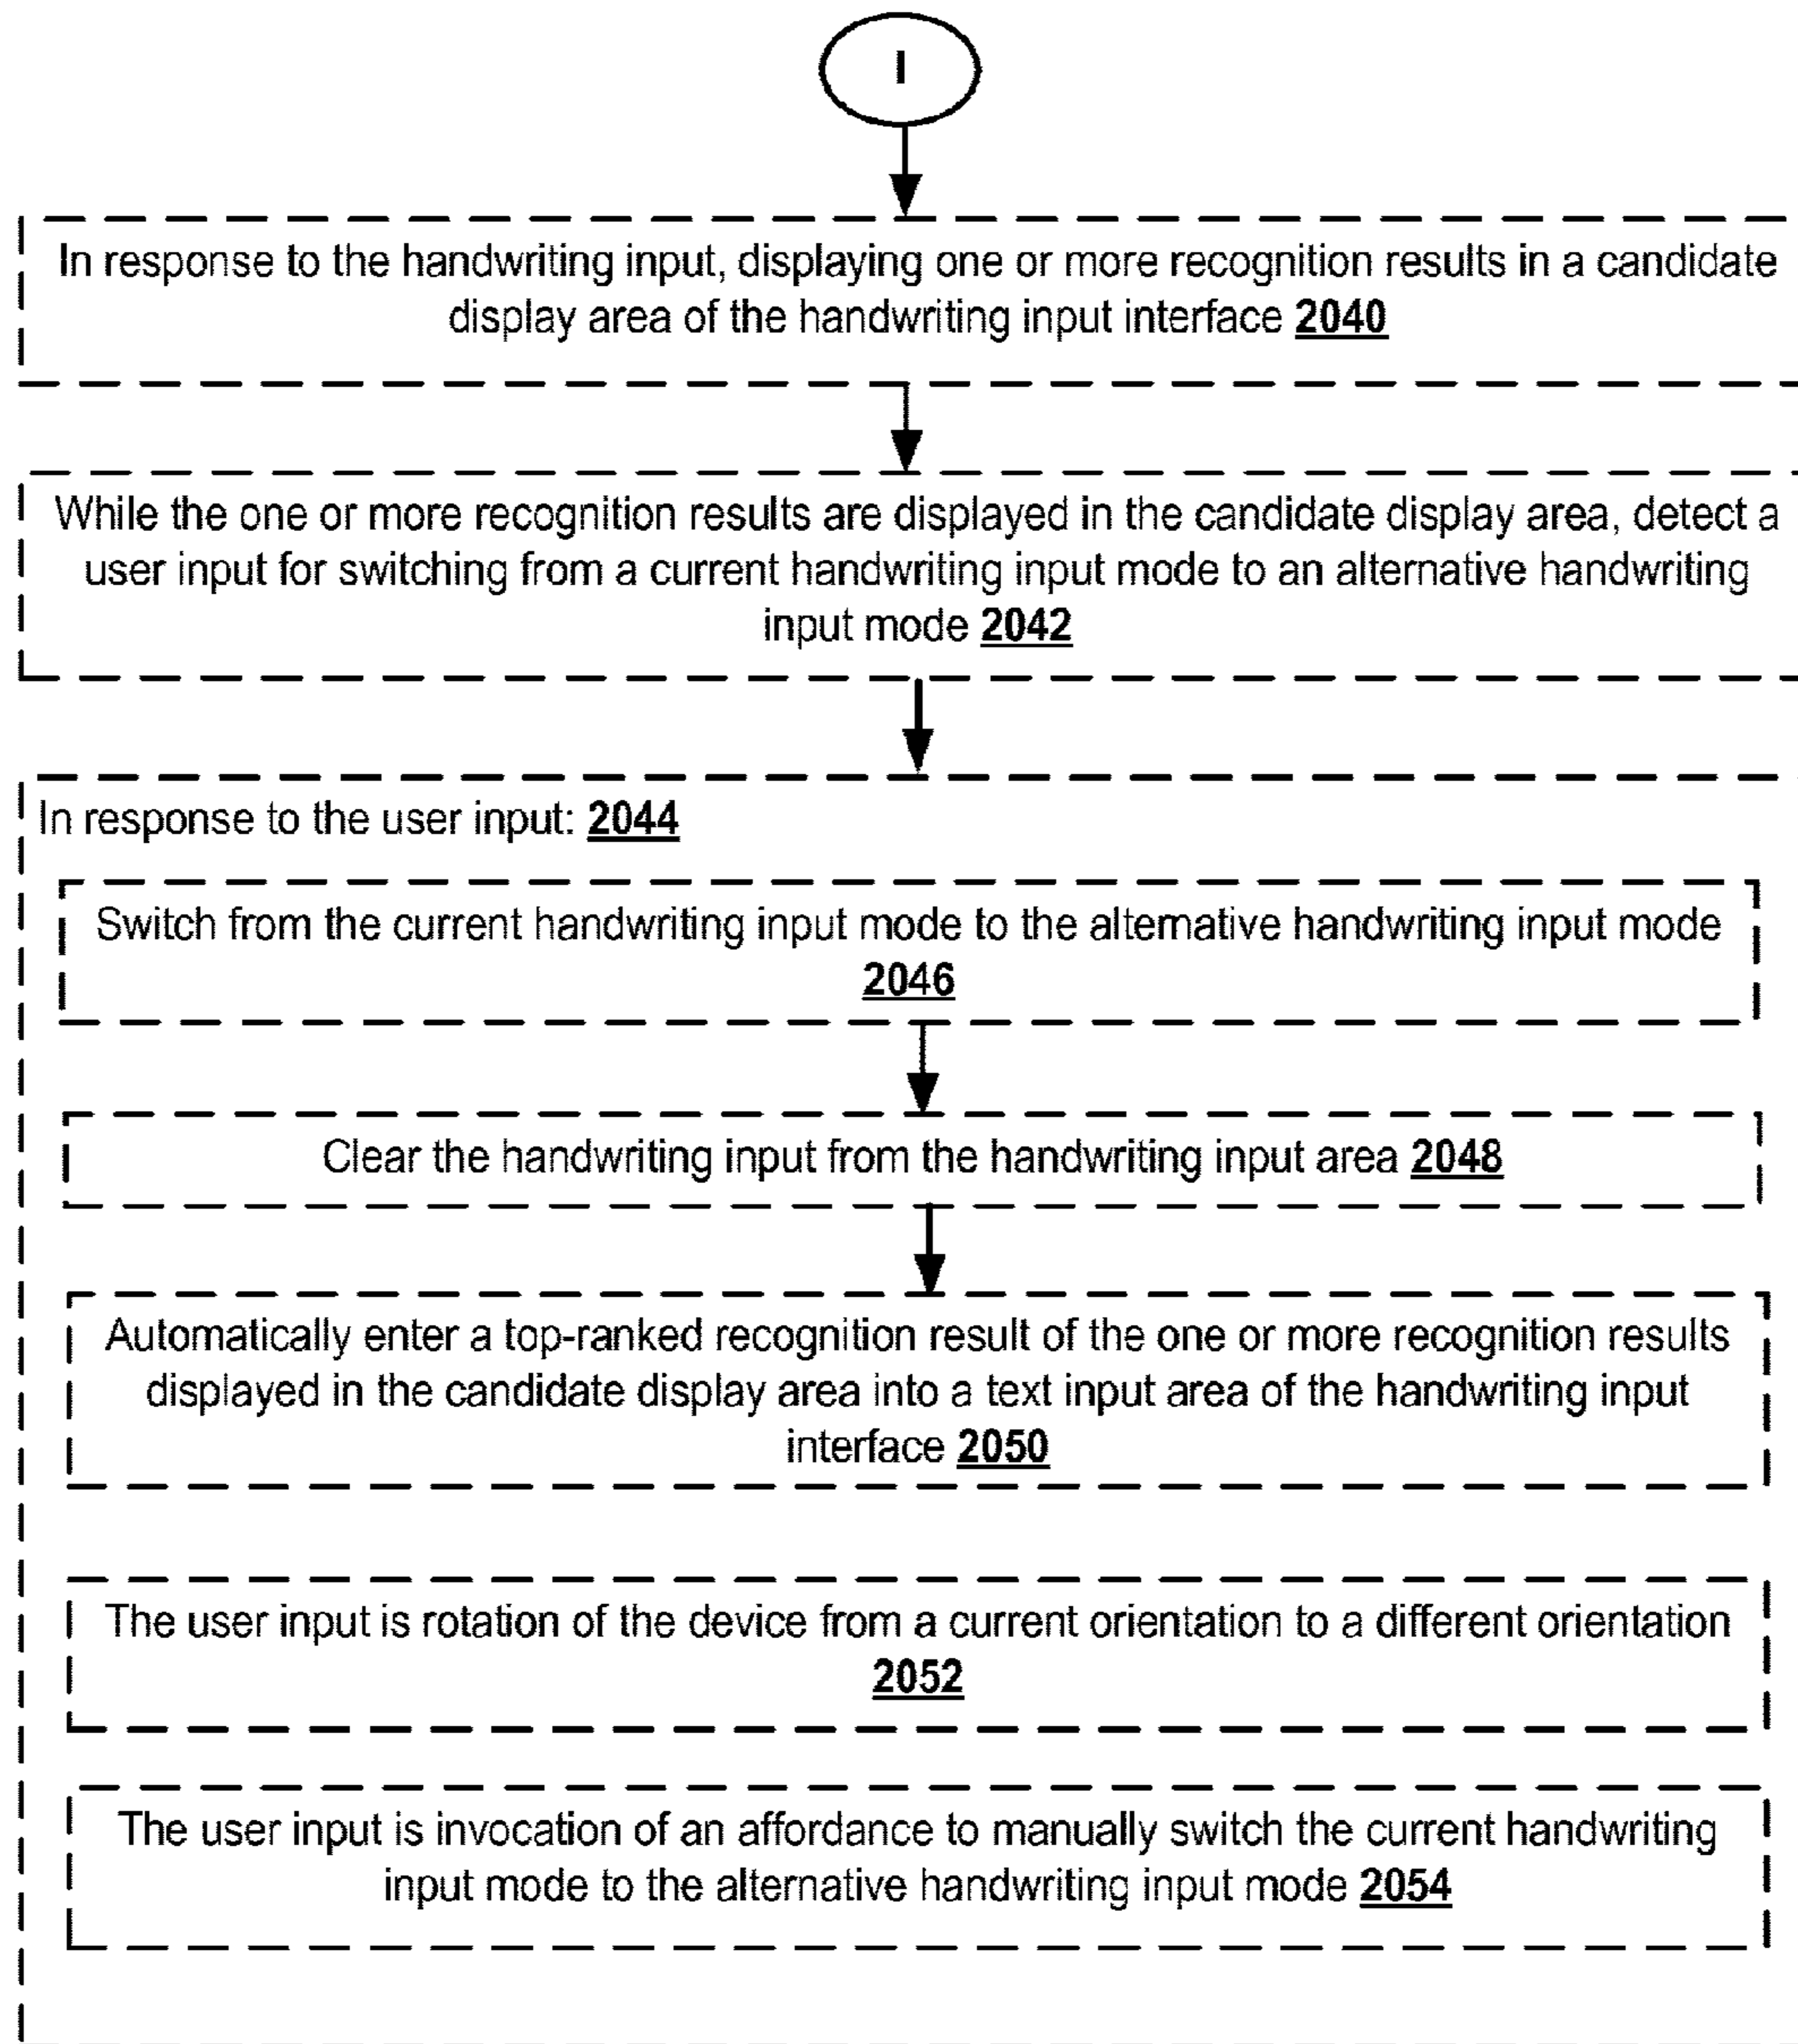 I
In response to the handwriting input, displaying one or more recognition results in a candidate
display area of the handwriting input interface 2040
While the one or more recognition results are displayed in the candidate display area, detect a
user input for switching from a current handwriting input mode to an alternative handwriting
input mode 2042
In response to the user input: 2044
Switch from the current handwriting input mode to the alternative handwriting input mode
2046
Clear the handwriting input from the handwriting input area 2048
Automatically enter a top-ranked recognition result of the one or more recognition results
displayed in the candidate display area into a text input area of the handwriting input
interface 2050
The user input is rotation of the device from a current orientation to a different orientation
2052
The user input is invocation of an affordance to manually switch the current handwriting
input mode to the alternative handwriting input mode 2054